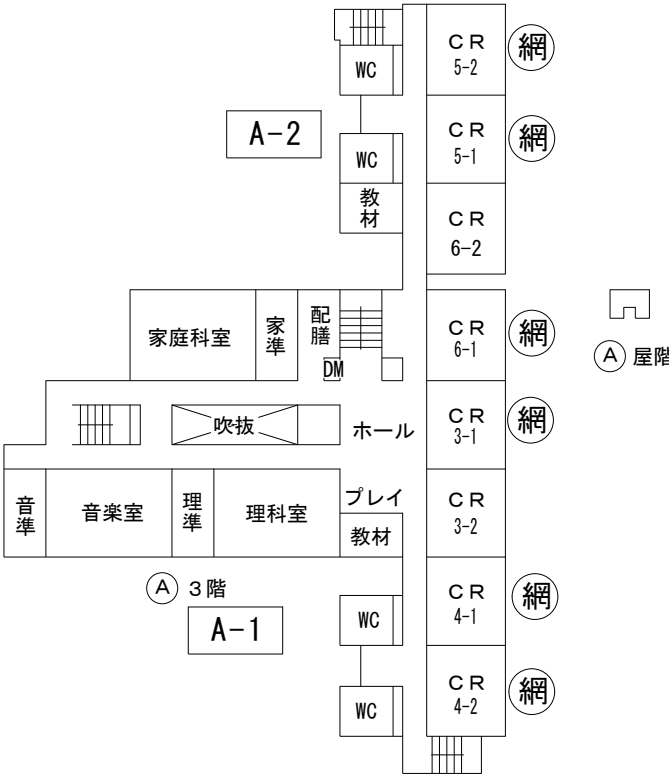 CR
5-2
網
WC
A-2
CR
5-1
網
WC
教材
CR
6-2
家庭科室
家準
配膳
DM
CR
6-1
網
Ⓐ 屋階
吹抜
ホール
CR
3-1
網
音準
音楽室
理準
理科室
プレイ
教材
CR
3-2
Ⓐ 3階
A-1
WC
CR
4-1
網
WC
CR
4-2
網